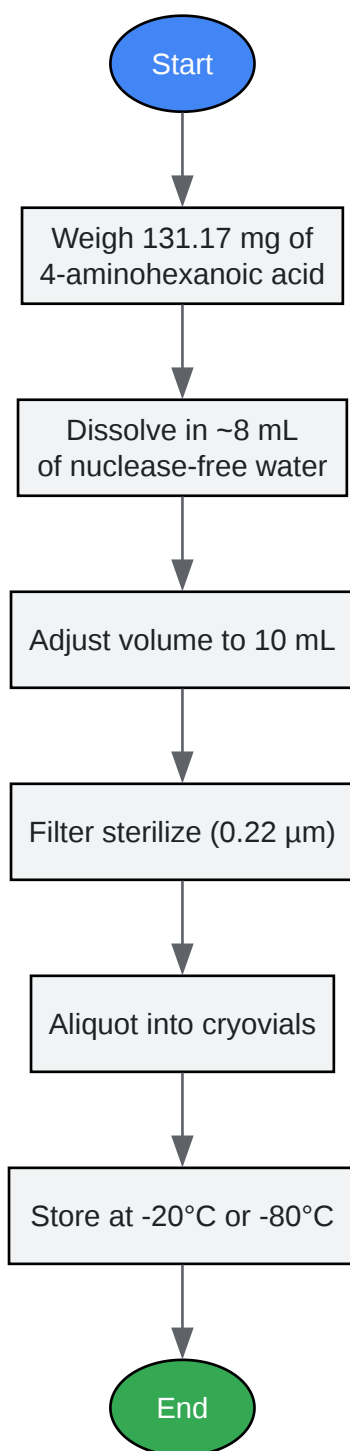 Start
Weigh 131.17 mg of
4-aminohexanoic acid
Dissolve in ~8 mL
of nuclease-free water
Adjust volume to 10 mL
Filter sterilize (0.22 µm)
Aliquot into cryovials
Store at -20°C or -80°C
End